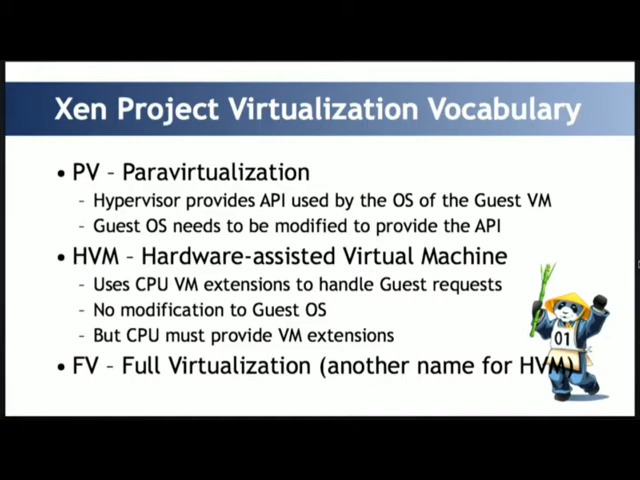 Xen Project Virtualization Vocabulary
• PV – Paravirtualization
– Hypervisor provides API used by the OS of the Guest VM
– Guest OS needs to be modified to provide the API
• HVM – Hardware-assisted Virtual Machine
– Uses CPU VM extensions to handle Guest requests
– No modification to Guest OS
– But CPU must provide VM extensions
• FV – Full Virtualization (another name for HVM)
01